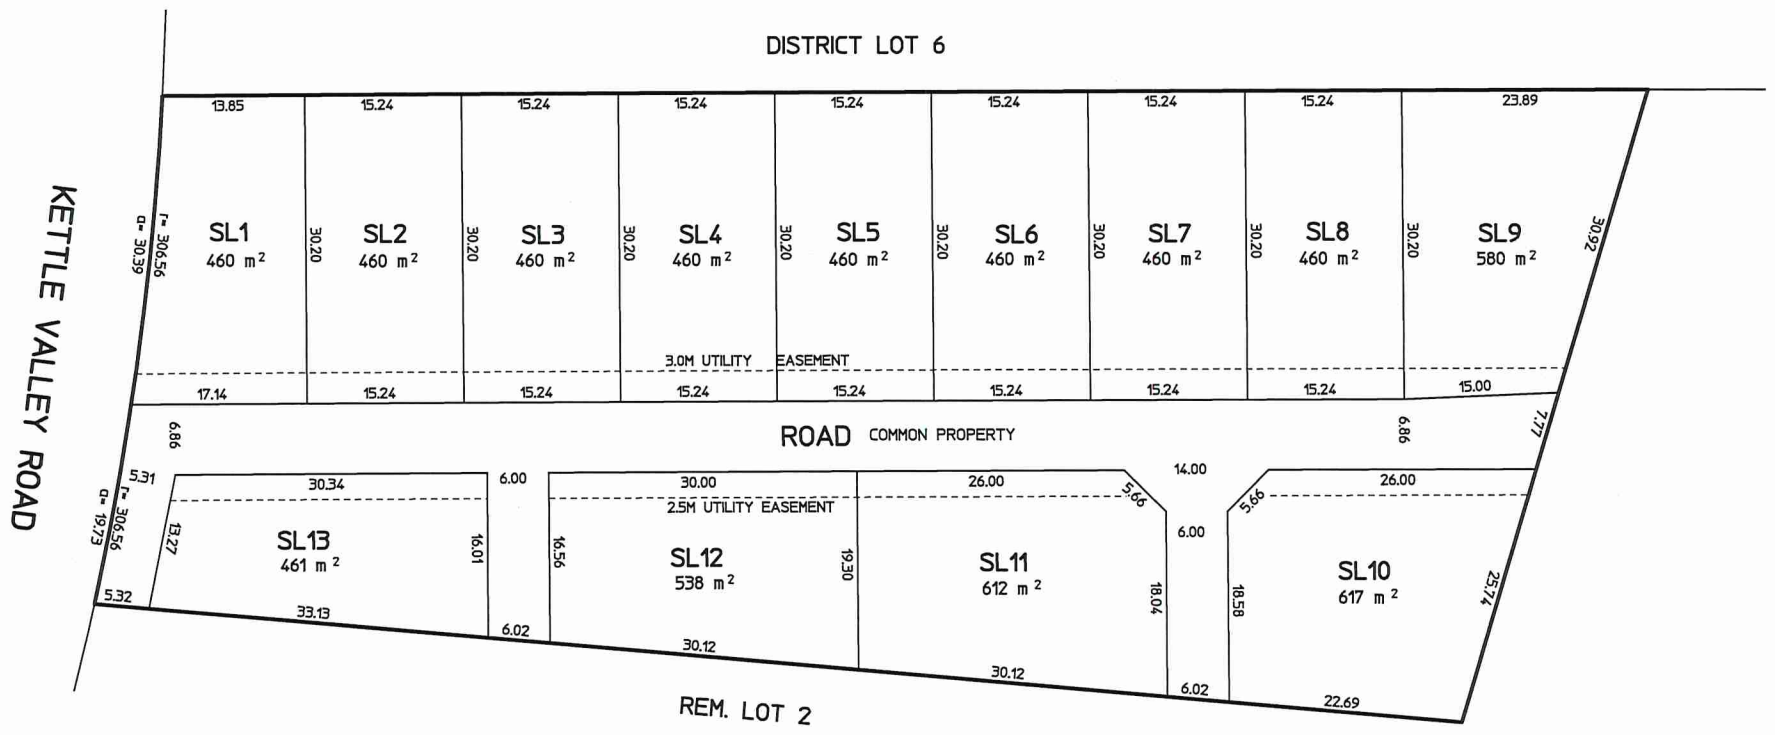 DISTRICT LOT 6
13.85 15.24 15.24 15.24 15.24 15.24 15.24 15.24 23.89
KETTLE VALLEY ROAD
r= 306.56
a= 30.39
SL1
460 m²
30.20
SL2
460 m²
30.20
SL3
460 m²
30.20
SL4
460 m²
30.20
SL5
460 m²
30.20
SL6
460 m²
30.20
SL7
460 m²
30.20
SL8
460 m²
30.20
SL9
580 m²
30.92
3.0M UTILITY EASEMENT
17.14 15.24 15.24 15.24 15.24 15.24 15.24 15.24 15.00
6.86
ROAD COMMON PROPERTY
6.86
7.77
5.31
30.34
6.00
30.00
26.00
14.00
26.00
5.66
5.66
2.5M UTILITY EASEMENT
r= 306.56
a= 19.73
13.27
SL13
461 m²
16.01
16.56
SL12
538 m²
19.30
SL11
612 m²
6.00
18.04
18.58
SL10
617 m²
25.74
5.32
33.13
6.02
30.12
30.12
6.02
22.69
REM. LOT 2